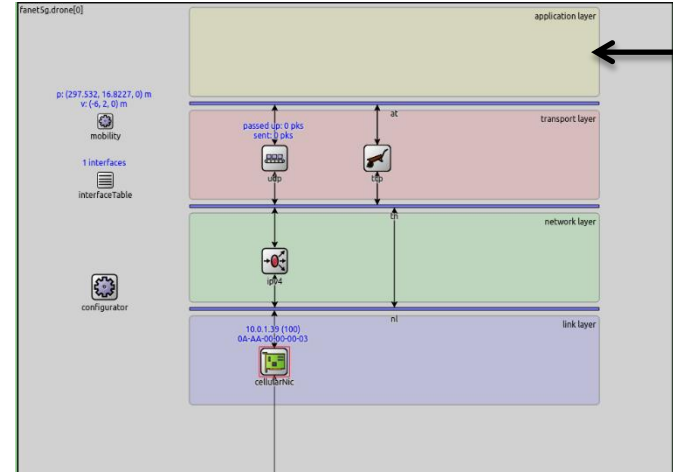 fanet5g.drone[0]
application layer
p: (297.532, 16.8227, 0) m
v: (-6, 2, 0) m
mobility
at
transport layer
passed up: 0 pks
sent: 0 pks
udp
tcp
1 interfaces
interfaceTable
tn
network layer
ipv4
configurator
nl
link layer
10.0.1.39 (100)
0A-AA-00-00-00-03
cellularNic